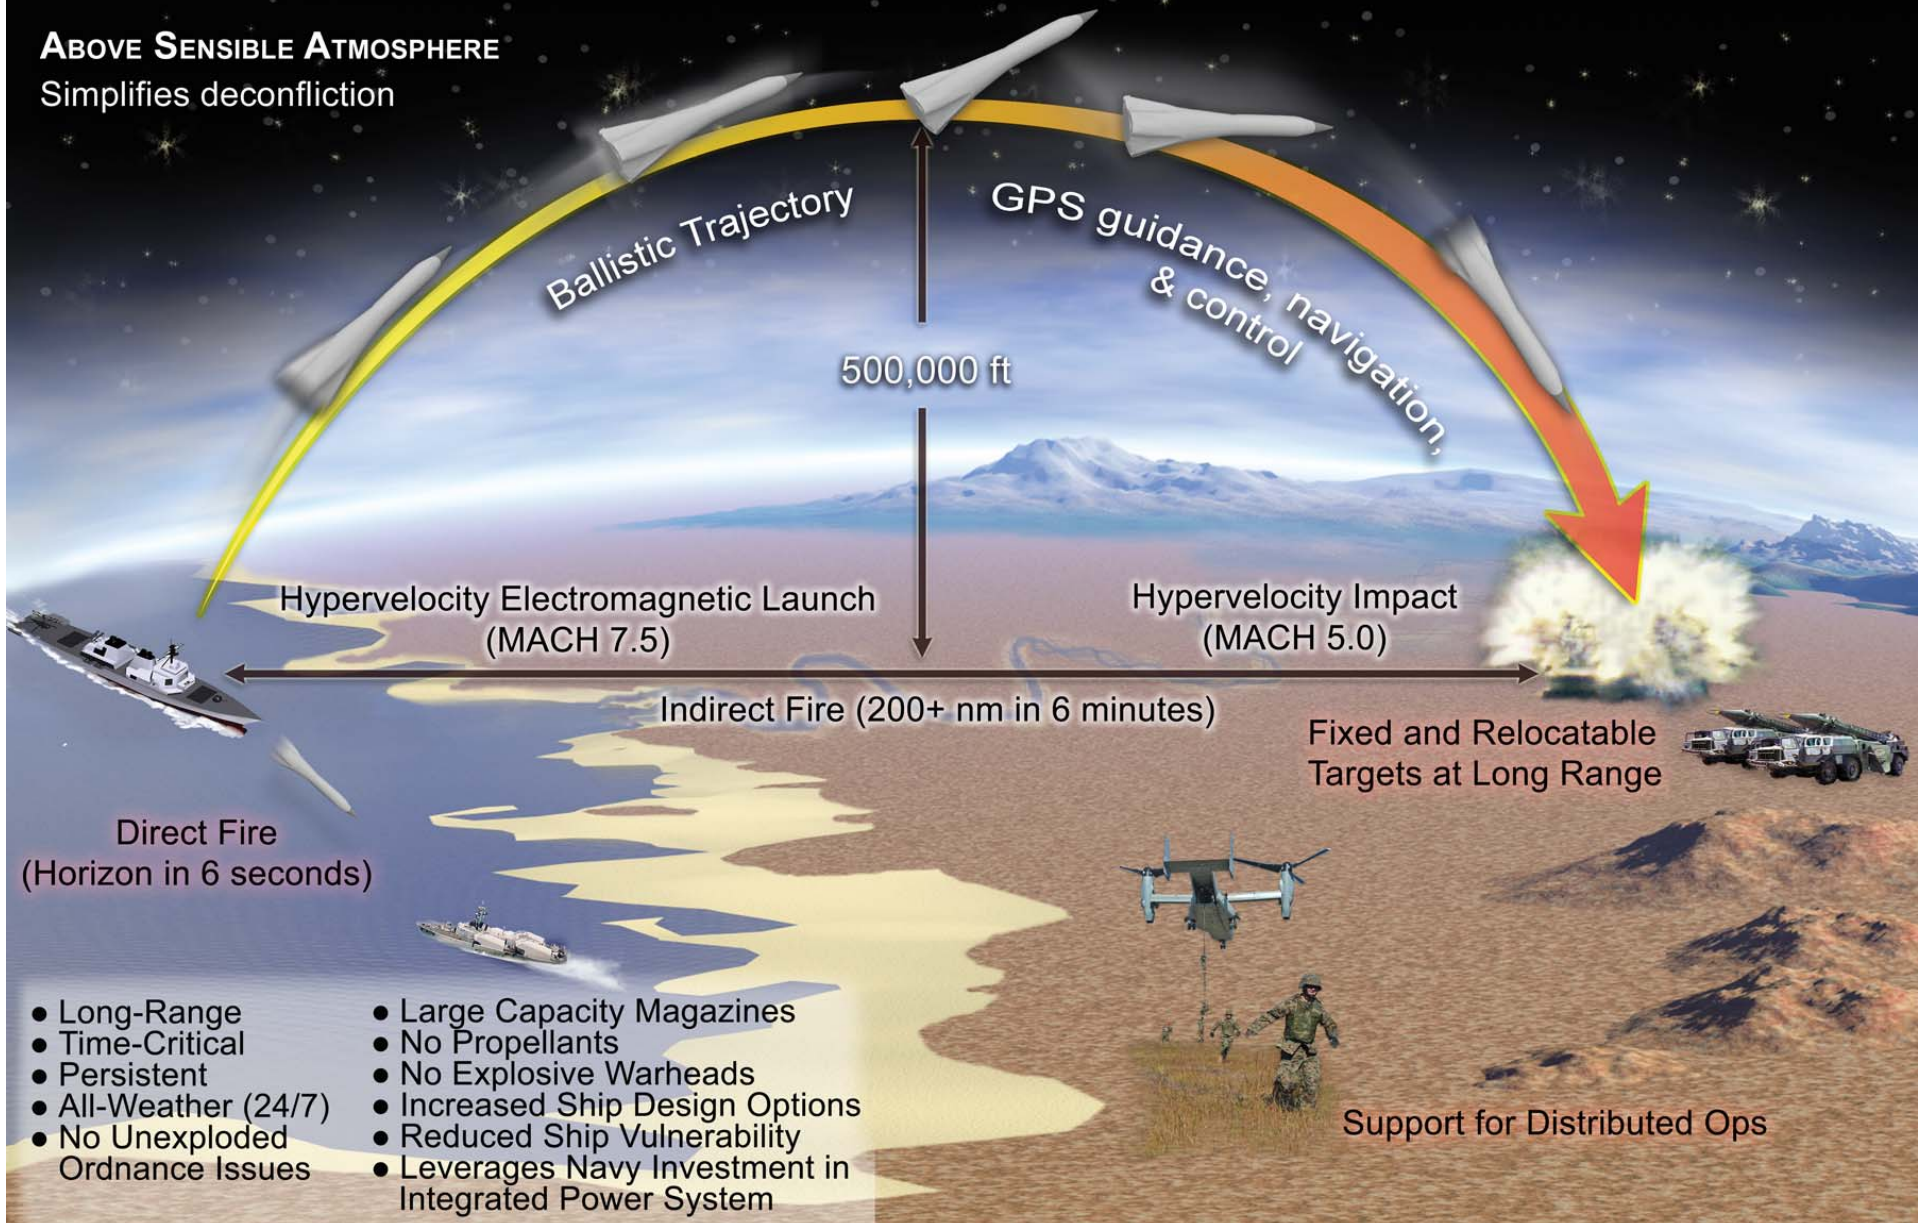 ABOVE SENSIBLE ATMOSPHERE
Simplifies deconfliction
Ballistic Trajectory
GPS guidance, navigation,
& control
500,000 ft
Hypervelocity Electromagnetic Launch
(MACH 7.5)
Hypervelocity Impact
(MACH 5.0)
Indirect Fire (200+ nm in 6 minutes)
Fixed and Relocatable
Targets at Long Range
Direct Fire
(Horizon in 6 seconds)
● Long-Range
● Time-Critical
● Persistent
● All-Weather (24/7)
● No Unexploded
Ordnance Issues
● Large Capacity Magazines
● No Propellants
● No Explosive Warheads
● Increased Ship Design Options
● Reduced Ship Vulnerability
● Leverages Navy Investment in
Integrated Power System
Support for Distributed Ops